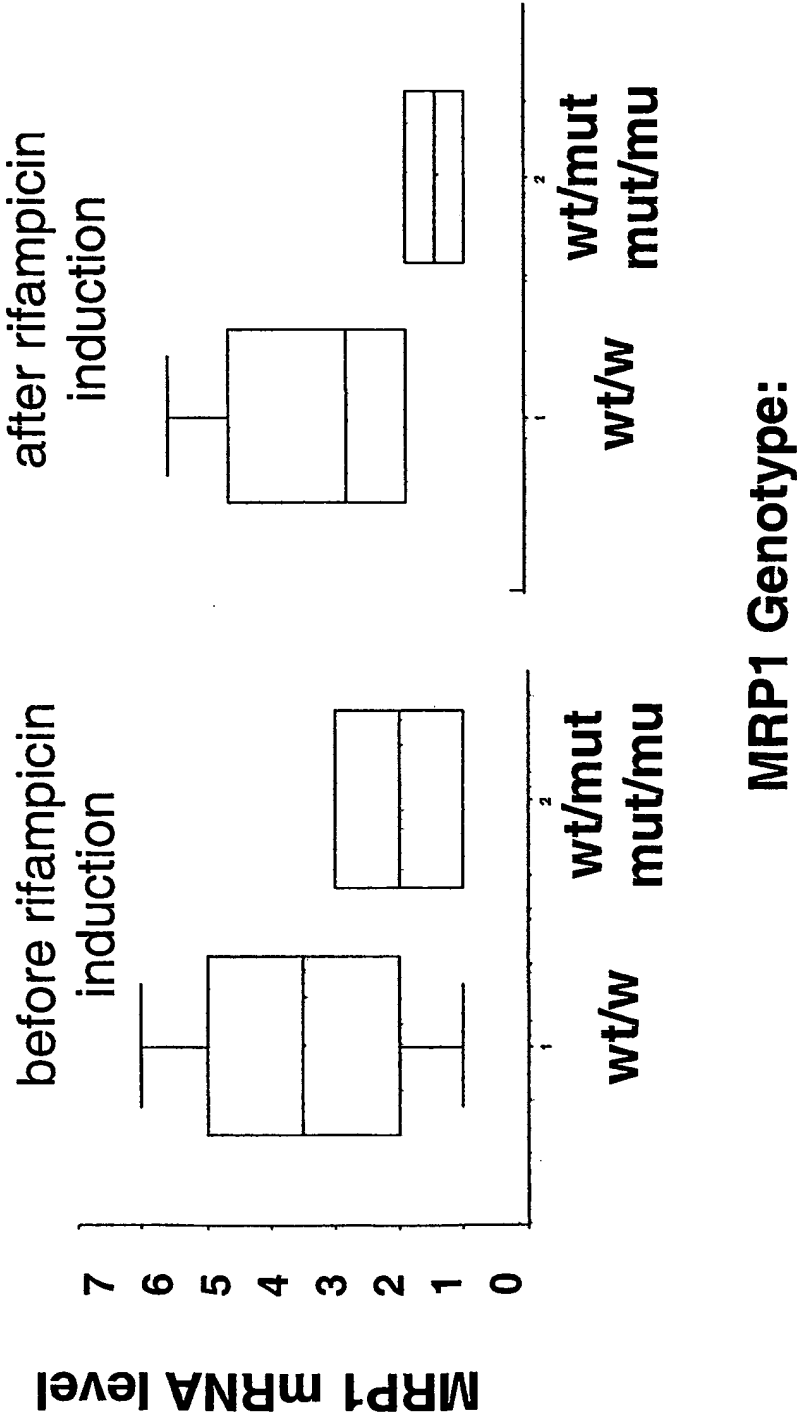 before rifampicin
induction
after rifampicin
induction
MRP1 mRNA level
7
6
5
4
3
2
1
0
1
2
1
2
wt/w
wt/mut
mut/mu
wt/w
wt/mut
mut/mu
MRP1 Genotype: